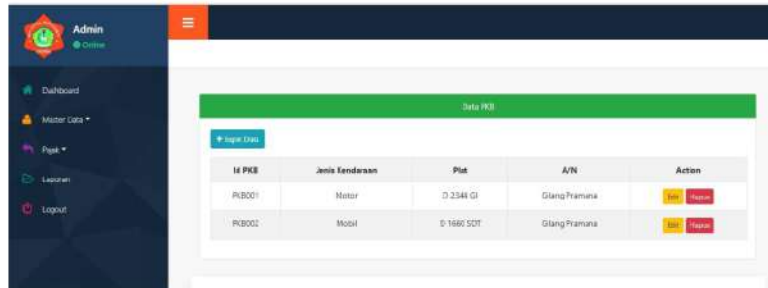 Admin
Online
Dashboard
Master Data
Pajak
Laporan
Logout
Data PKB
+ Input Data
Id PKB Jenis Kendaraan Plat A/N Action
PKB001 Motor D 2344 GI Gilang Pramana Edit Hapus
PKB002 Mobil D 1660 SDT Gilang Pramana Edit Hapus